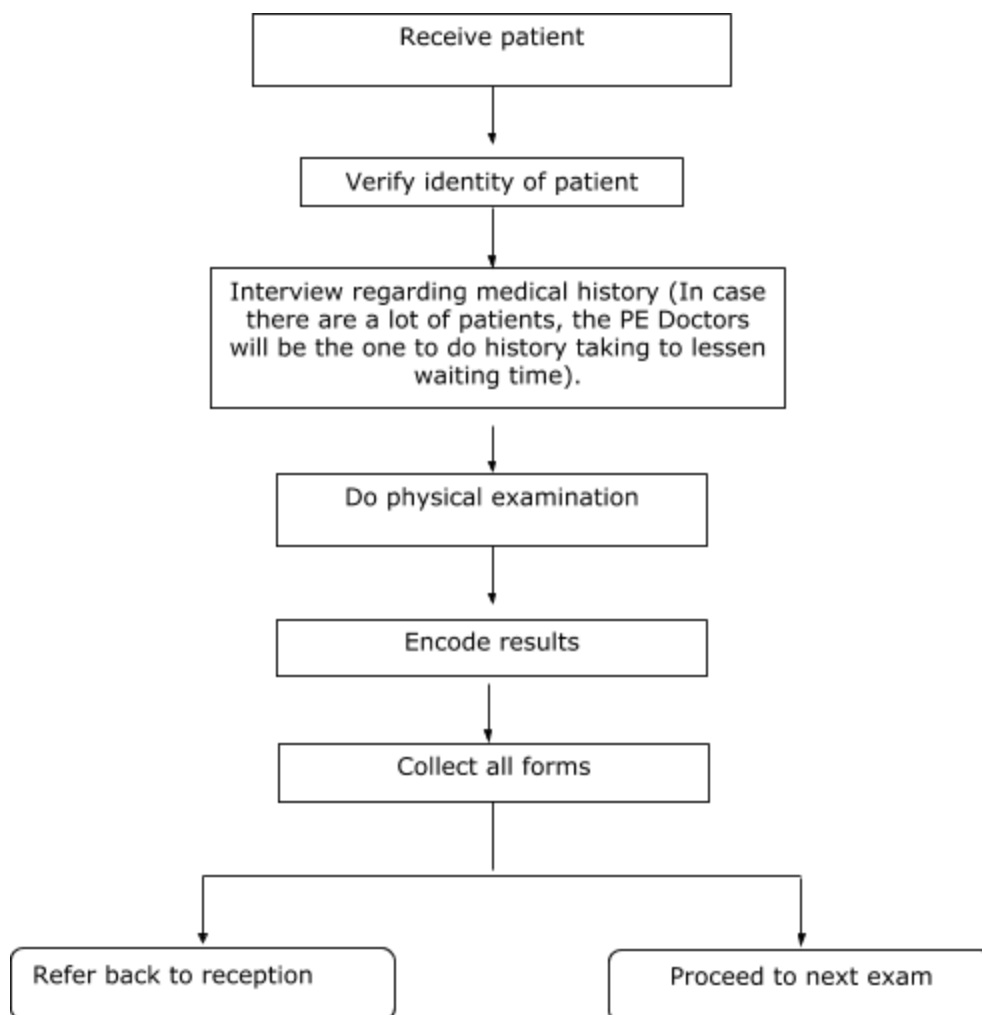 Receive patient
Verify identity of patient
Interview regarding medical history (In case
there are a lot of patients, the PE Doctors
will be the one to do history taking to lessen
waiting time).
Do physical examination
Encode results
Collect all forms
Refer back to reception
Proceed to next exam